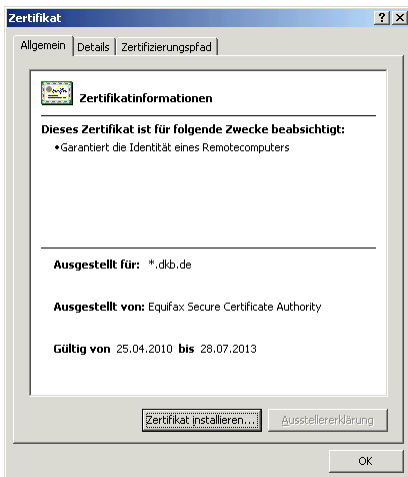 Zertifikat
Allgemein Details Zertifizierungspfad
Zertifikatinformationen
Dieses Zertifikat ist für folgende Zwecke beabsichtigt:
•Garantiert die Identität eines Remotecomputers
Ausgestellt für: *.dkb.de
Ausgestellt von: Equifax Secure Certificate Authority
Gültig von 25.04.2010 bis 28.07.2013
Zertifikat installieren... Ausstellererklärung
OK